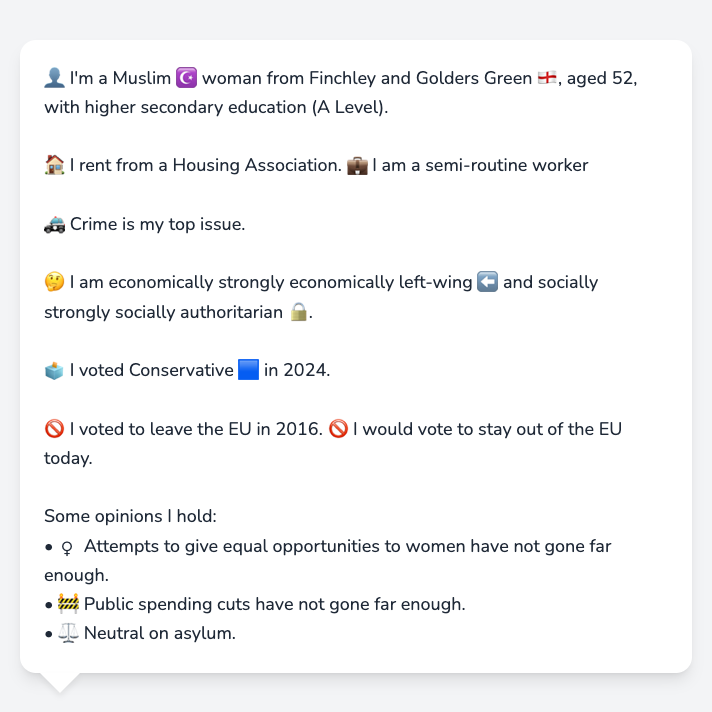 👤 I'm a Muslim ☪️ woman from Finchley and Golders Green 🏴󠁧󠁢󠁥󠁮󠁧󠁿, aged 52,
with higher secondary education (A Level).
🏠 I rent from a Housing Association. 💼 I am a semi-routine worker
🚓 Crime is my top issue.
🤔 I am economically strongly economically left-wing ⬅️ and socially
strongly socially authoritarian 🔒.
🗳️ I voted Conservative 🟦 in 2024.
🚫 I voted to leave the EU in 2016. 🚫 I would vote to stay out of the EU
today.
Some opinions I hold:
• ♀ Attempts to give equal opportunities to women have not gone far
enough.
• 🚧 Public spending cuts have not gone far enough.
• ⚖️ Neutral on asylum.